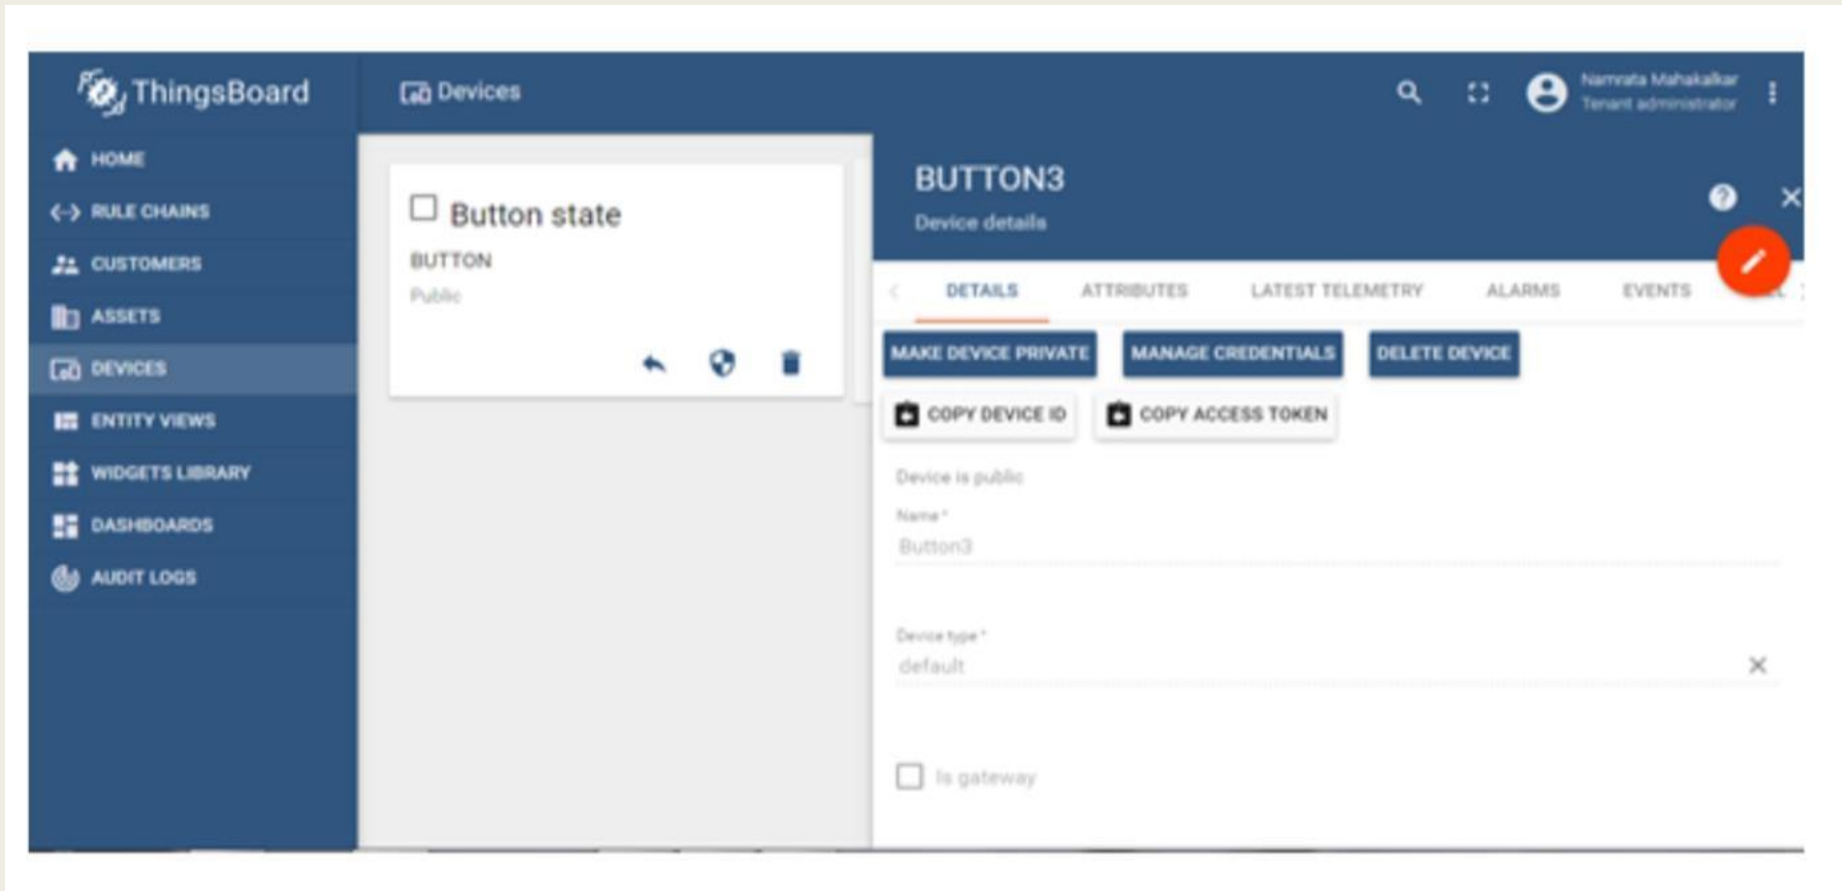 ThingsBoard
Devices
Namrata Mahakalkar
Tenant administrator
HOME
RULE CHAINS
CUSTOMERS
ASSETS
DEVICES
ENTITY VIEWS
WIDGETS LIBRARY
DASHBOARDS
AUDIT LOGS
Button state
BUTTON
Public
BUTTON3
Device details
DETAILS ATTRIBUTES LATEST TELEMETRY ALARMS EVENTS
MAKE DEVICE PRIVATE MANAGE CREDENTIALS DELETE DEVICE
COPY DEVICE ID COPY ACCESS TOKEN
Device is public
Name *
Button3
Device type *
default
Is gateway